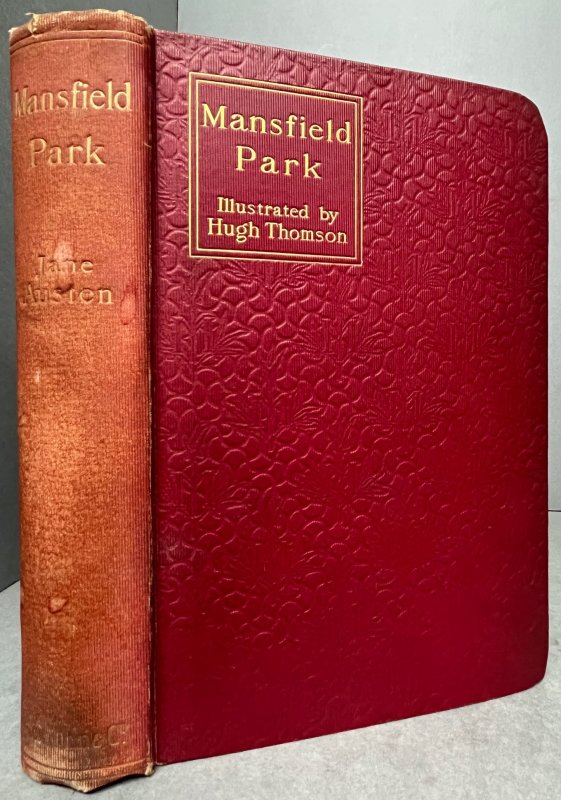 Mansfield
Park
Jane
Austen
Mansfield
Park
Illustrated by
Hugh Thomson